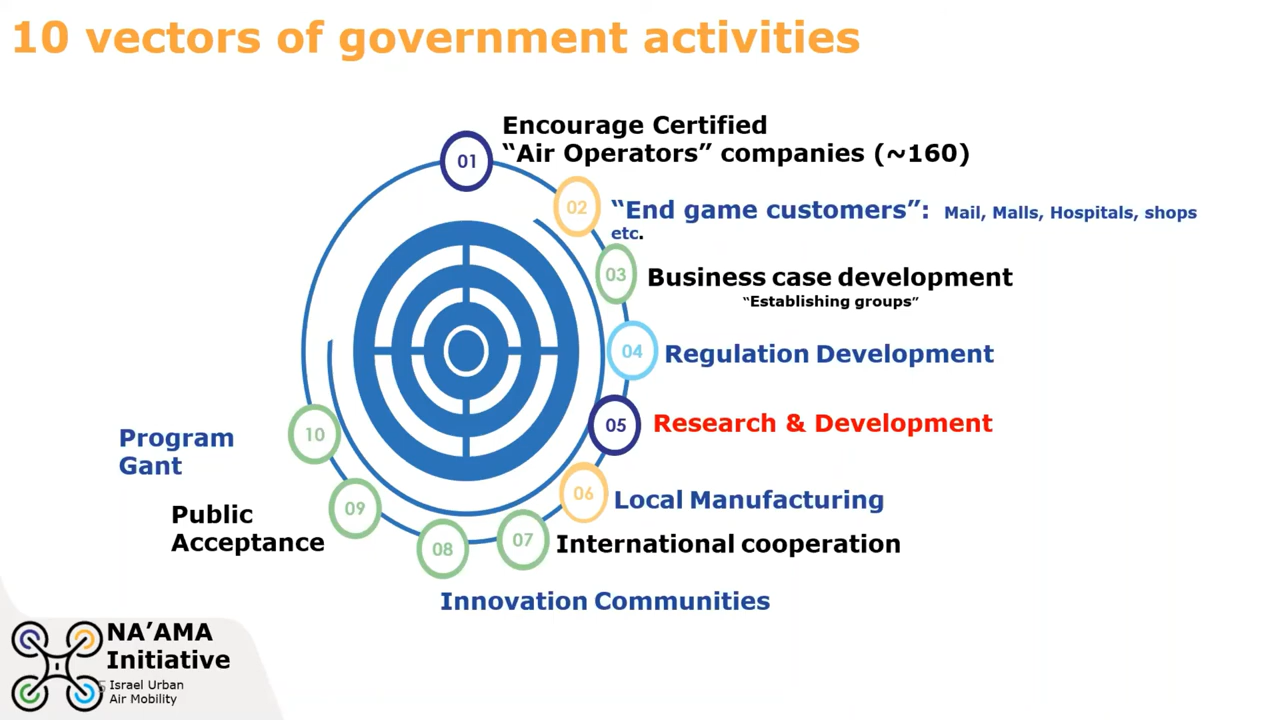 10 vectors of government activities
01
Encourage Certified
“Air Operators” companies (~160)
02
“End game customers”: Mail, Malls, Hospitals, shops
etc.
03
Business case development
“Establishing groups”
04
Regulation Development
05
Research & Development
06
Local Manufacturing
07
International cooperation
08
Innovation Communities
09
Public
Acceptance
10
Program
Gant
NA’AMA
Initiative
5
Israel Urban
Air Mobility